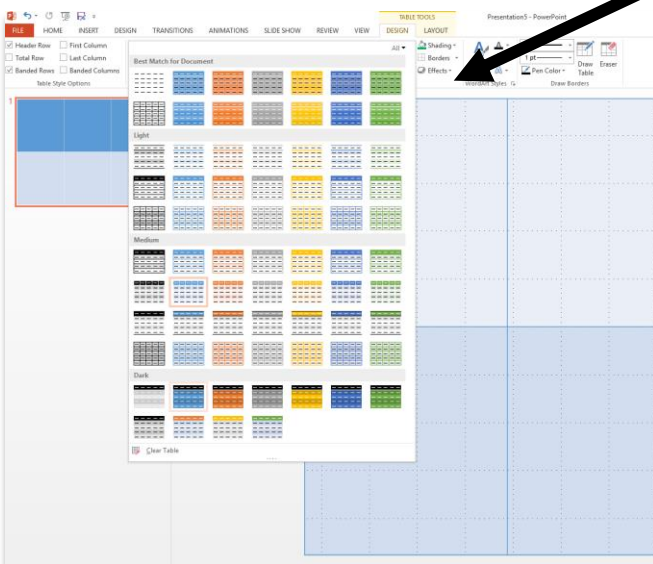 TABLE TOOLS
Presentation5 - PowerPoint
FILE HOME INSERT DESIGN TRANSITIONS ANIMATIONS SLIDE SHOW REVIEW VIEW DESIGN LAYOUT
Header Row First Column
Total Row Last Column
Banded Rows Banded Columns
Table Style Options
All
Best Match for Document
Light
Medium
Dark
Clear Table
Shading
Borders
Effects
WordArt Styles
1 pt
Pen Color
Draw Table
Eraser
Draw Borders
1